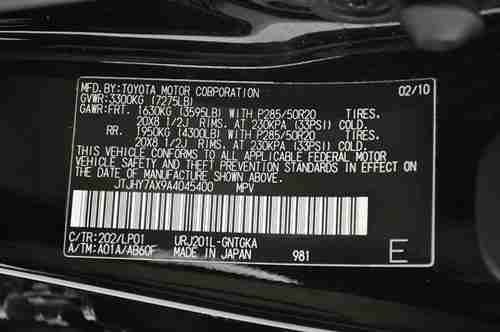 MFD. BY: TOYOTA MOTOR CORPORATION 02/10
GVWR: 3300KG (7275LB)
GAWR: FRT. 1630KG (3595LB) WITH P285/50R20 TIRES.
20X8 1/2J RIMS. AT 230KPA (33PSI) COLD
RR. 1950KG (4300LB) WITH P285/50R20 TIRES.
20X8 1/2J RIMS. AT 230KPA (33PSI) COLD
THIS VEHICLE CONFORMS TO ALL APPLICABLE FEDERAL MOTOR
VEHICLE SAFETY AND THEFT PREVENTION STANDARDS IN EFFECT
ON THE DATE OF MANUFACTURE SHOWN ABOVE.
JTJHY7AX9A4045400 MPV
C/TR: 202/LP01 URJ201L-GNTGKA
A/TM: A01A/AB60F MADE IN JAPAN 981 E